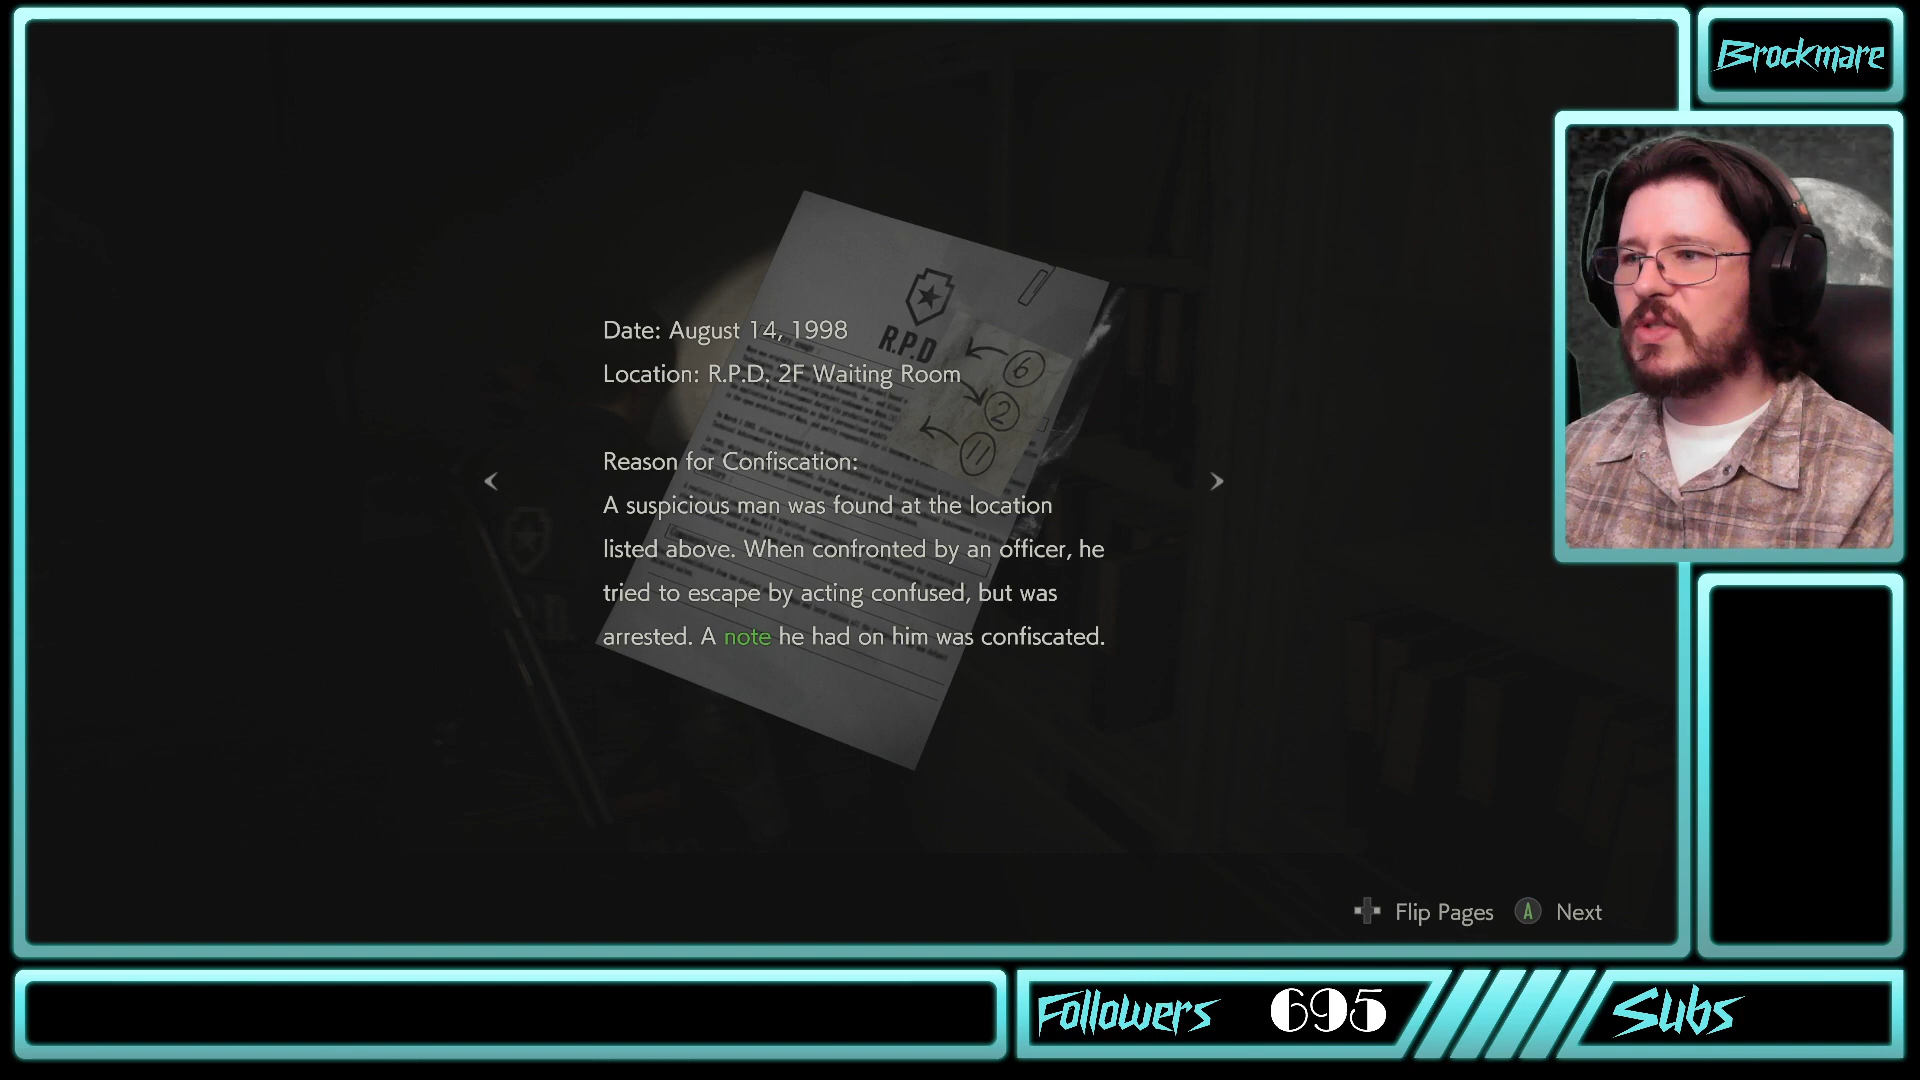 Brockmare
R.P.D
6
2
11
Date: August 14, 1998
Location: R.P.D. 2F Waiting Room
Reason for Confiscation:
A suspicious man was found at the location
listed above. When confronted by an officer, he
tried to escape by acting confused, but was
arrested. A note he had on him was confiscated.
Flip Pages A Next
Followers 695 Subs